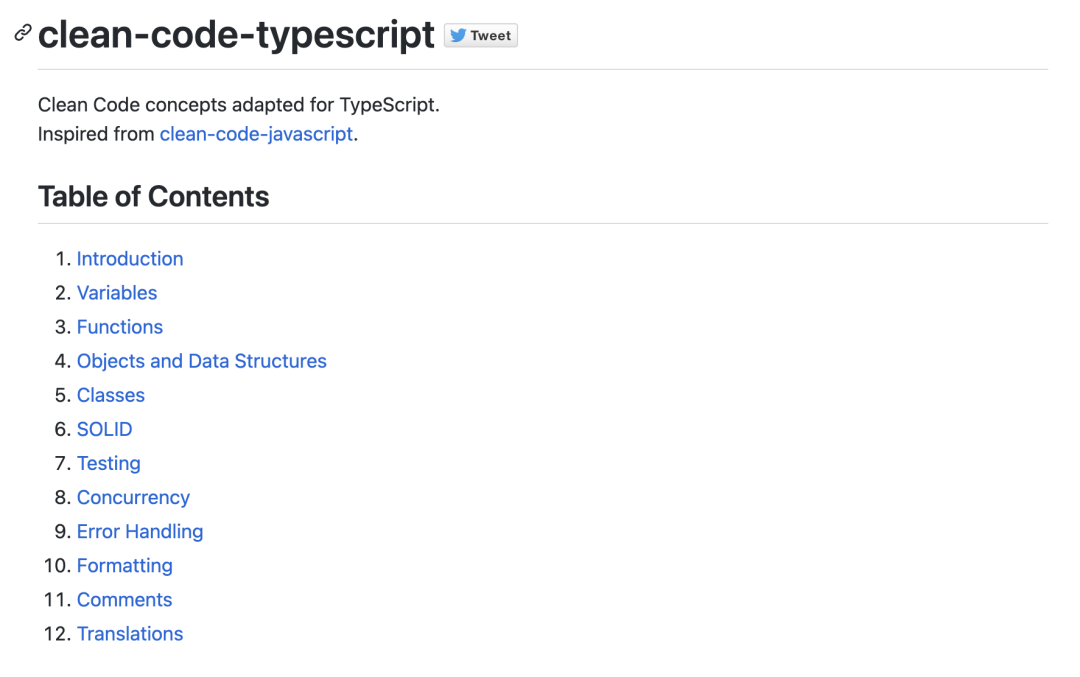 clean-code-typescript Tweet
Clean Code concepts adapted for TypeScript.
Inspired from clean-code-javascript.
Table of Contents
1. Introduction
2. Variables
3. Functions
4. Objects and Data Structures
5. Classes
6. SOLID
7. Testing
8. Concurrency
9. Error Handling
10. Formatting
11. Comments
12. Translations